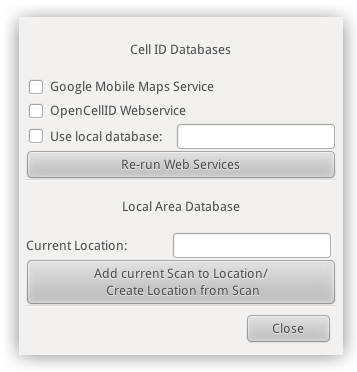 Cell ID Databases
Google Mobile Maps Service
OpenCellID Webservice
Use local database:
Re-run Web Services
Local Area Database
Current Location:
Add current Scan to Location/
Create Location from Scan
Close